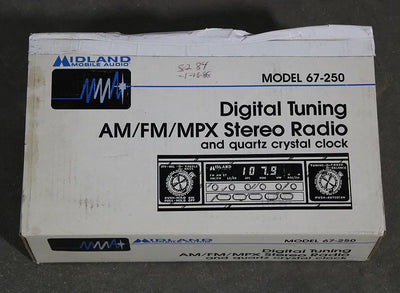 MIDLAND
MOBILE AUDIO
MODEL 67-250
Digital Tuning
AM/FM/MPX Stereo Radio
and quartz crystal clock
MIDLAND
107.9
MIDLAND
MODEL 67-250
Digital Tuning
AM/FM/MPX Stereo Radio
and quartz crystal clock